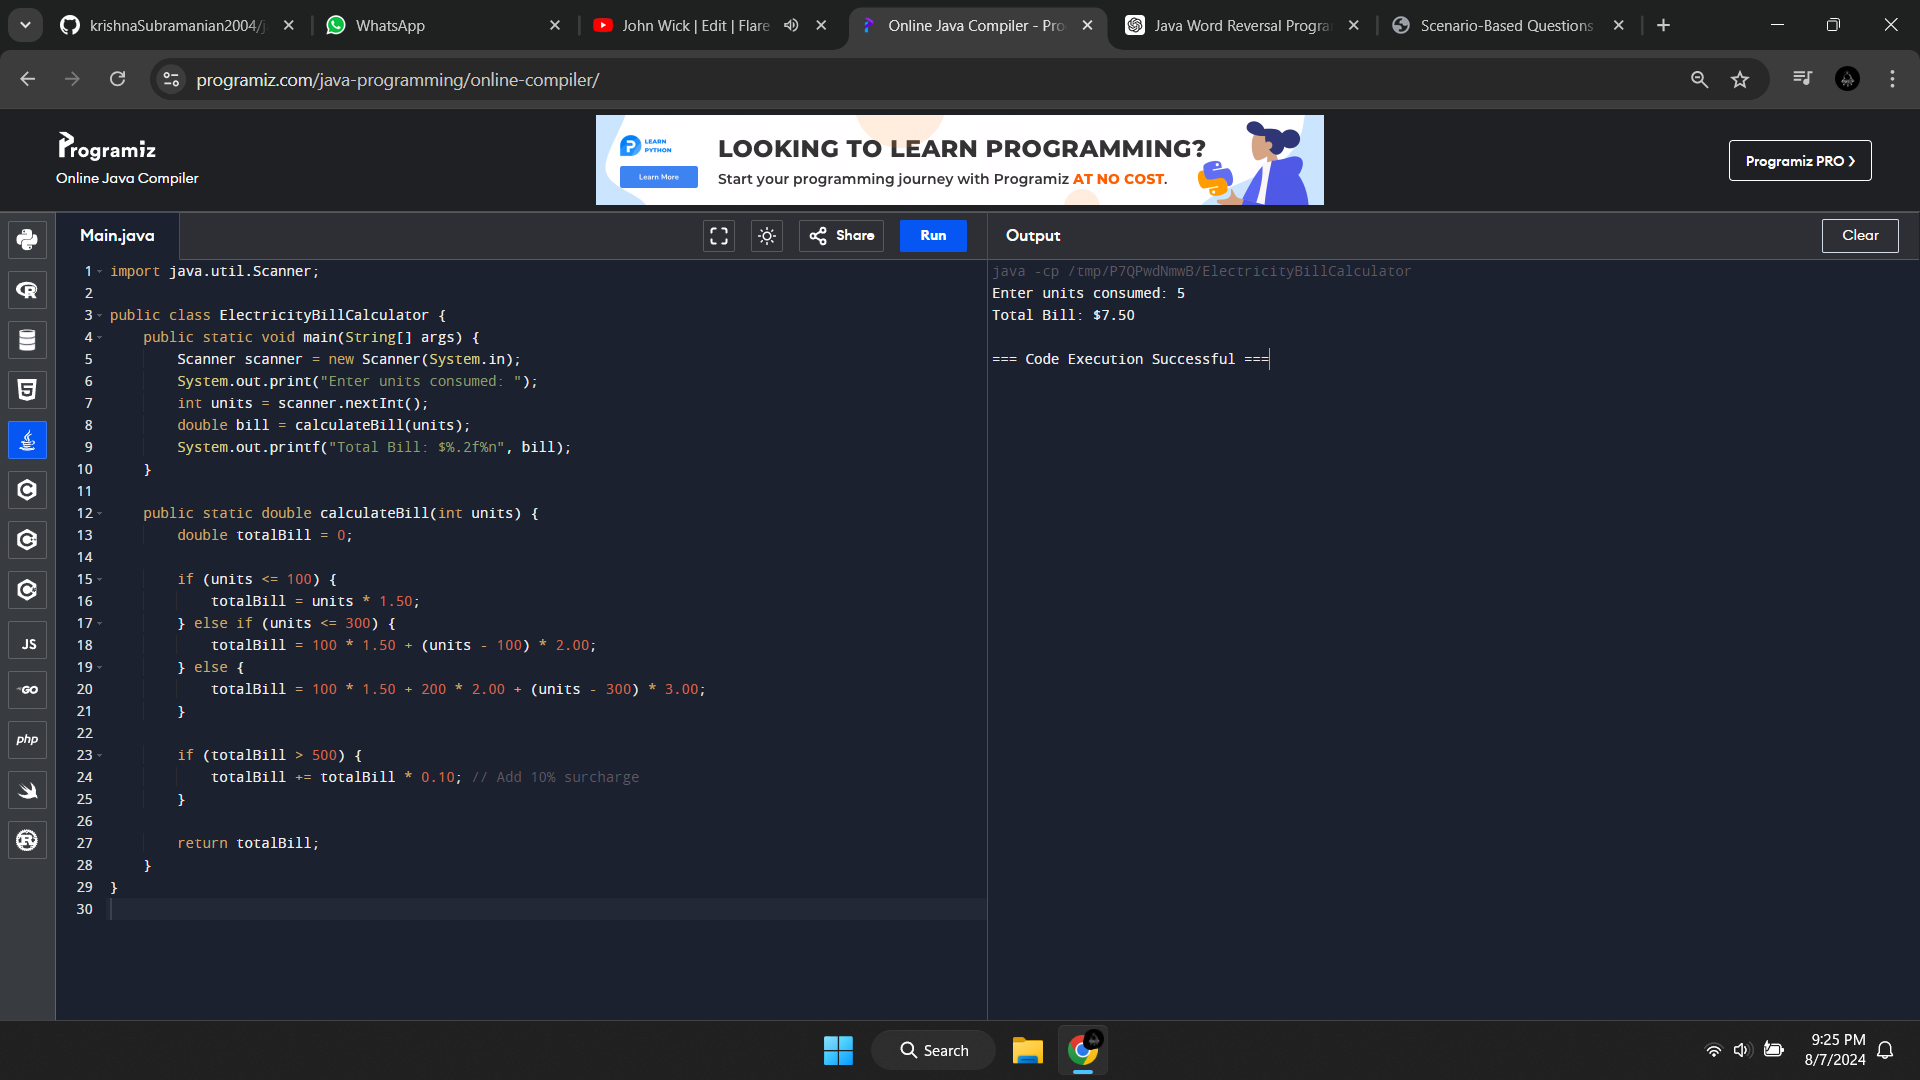 krishnaSubramanian2004/j
WhatsApp
John Wick | Edit | Flare
Online Java Compiler - Pro
Java Word Reversal Progra
Scenario-Based Questions
programiz.com/java-programming/online-compiler/
Programiz
Online Java Compiler
LEARN
PYTHON
Learn More
LOOKING TO LEARN PROGRAMMING?
Start your programming journey with Programiz AT NO COST.
Programiz PRO ›
Main.java
Share
Run
Output
Clear
1 import java.util.Scanner;
2
3 public class ElectricityBillCalculator {
4     public static void main(String[] args) {
5         Scanner scanner = new Scanner(System.in);
6         System.out.print("Enter units consumed: ");
7         int units = scanner.nextInt();
8         double bill = calculateBill(units);
9         System.out.printf("Total Bill: $%.2f%n", bill);
10     }
11
12     public static double calculateBill(int units) {
13         double totalBill = 0;
14
15         if (units <= 100) {
16             totalBill = units * 1.50;
17         } else if (units <= 300) {
18             totalBill = 100 * 1.50 + (units - 100) * 2.00;
19         } else {
20             totalBill = 100 * 1.50 + 200 * 2.00 + (units - 300) * 3.00;
21         }
22
23         if (totalBill > 500) {
24             totalBill += totalBill * 0.10; // Add 10% surcharge
25         }
26
27         return totalBill;
28     }
29 }
30
java -cp /tmp/P7QPwdNmwB/ElectricityBillCalculator
Enter units consumed: 5
Total Bill: $7.50
=== Code Execution Successful ===
JS
GO
php
Search
9:25 PM
8/7/2024